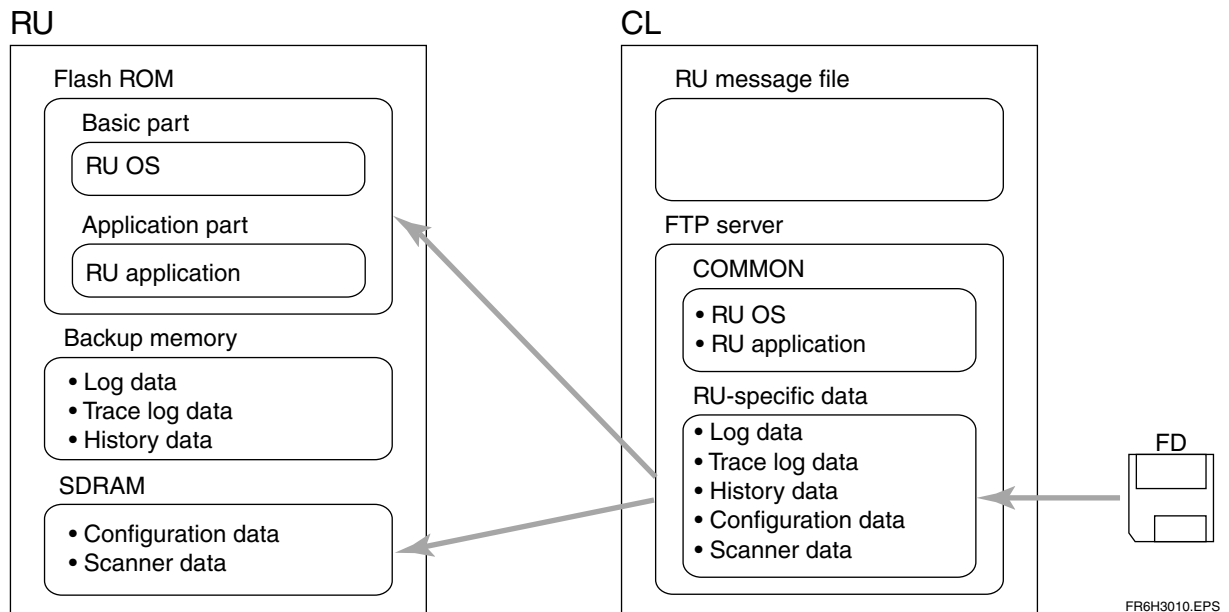 RU
Flash ROM
Basic part
RU OS
Application part
RU application
Backup memory
• Log data
• Trace log data
• History data
SDRAM
• Configuration data
• Scanner data
CL
RU message file
FTP server
COMMON
• RU OS
• RU application
RU-specific data
• Log data
• Trace log data
• History data
• Configuration data
• Scanner data
FD
FR6H3010.EPS